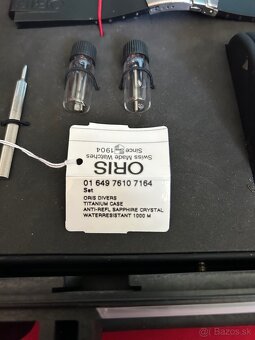 ORIS
Swiss Made Watches
Since 1904
01 649 7610 7164
Set
ORIS DIVERS
TITANIUM CASE
ANTI-REFL SAPPHIRE CRYSTAL
WATERRESISTANT 1000 M
ORIS
© bazos.sk